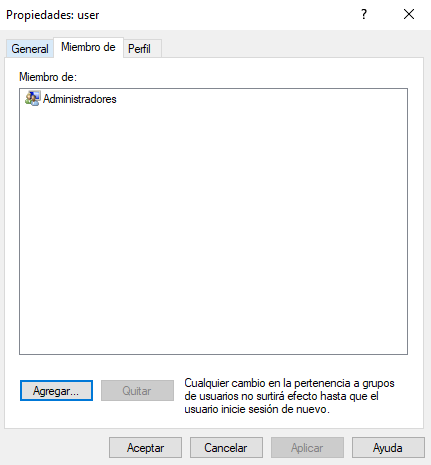 Propiedades: user
?
General
Miembro de
Perfil
Miembro de:
Administradores
Agregar...
Quitar
Cualquier cambio en la pertenencia a grupos
de usuarios no surtirá efecto hasta que el
usuario inicie sesión de nuevo.
Aceptar
Cancelar
Aplicar
Ayuda